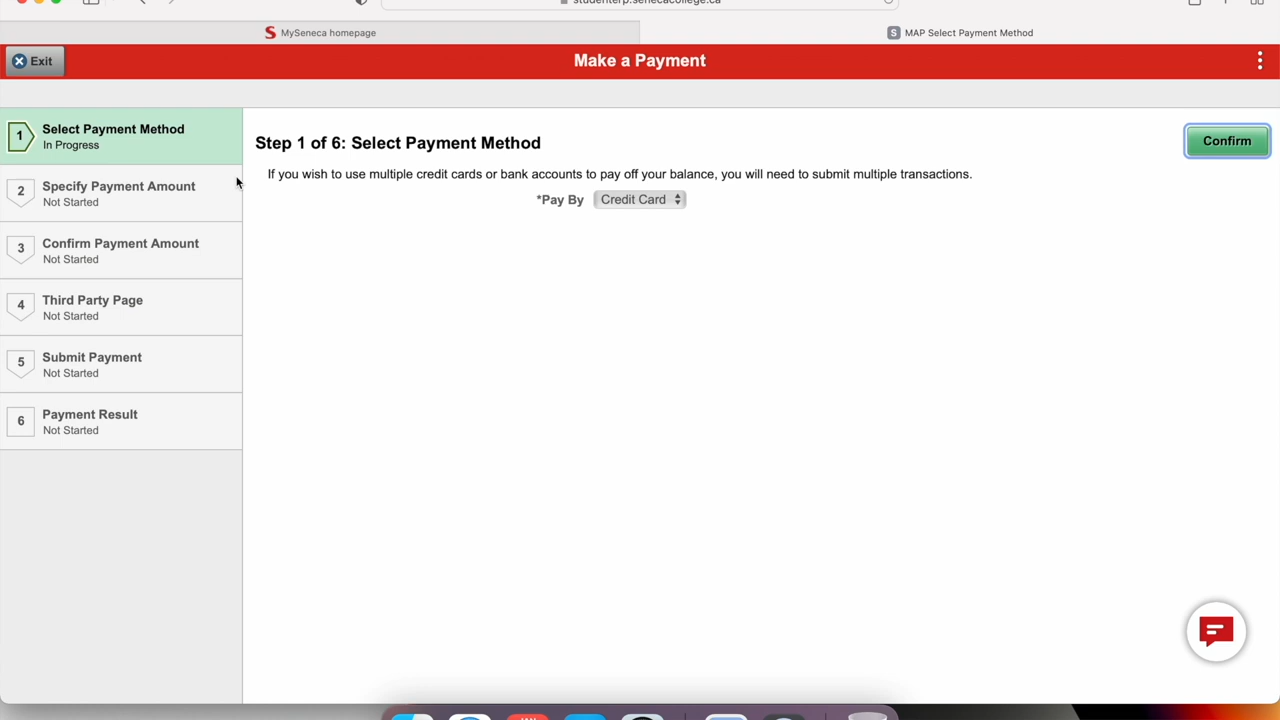 studenterp.senecacollege.ca
MySeneca homepage
S MAP Select Payment Method
Exit
Make a Payment
1
Select Payment Method
In Progress
2
Specify Payment Amount
Not Started
3
Confirm Payment Amount
Not Started
4
Third Party Page
Not Started
5
Submit Payment
Not Started
6
Payment Result
Not Started
Step 1 of 6: Select Payment Method
Confirm
If you wish to use multiple credit cards or bank accounts to pay off your balance, you will need to submit multiple transactions.
*Pay By Credit Card